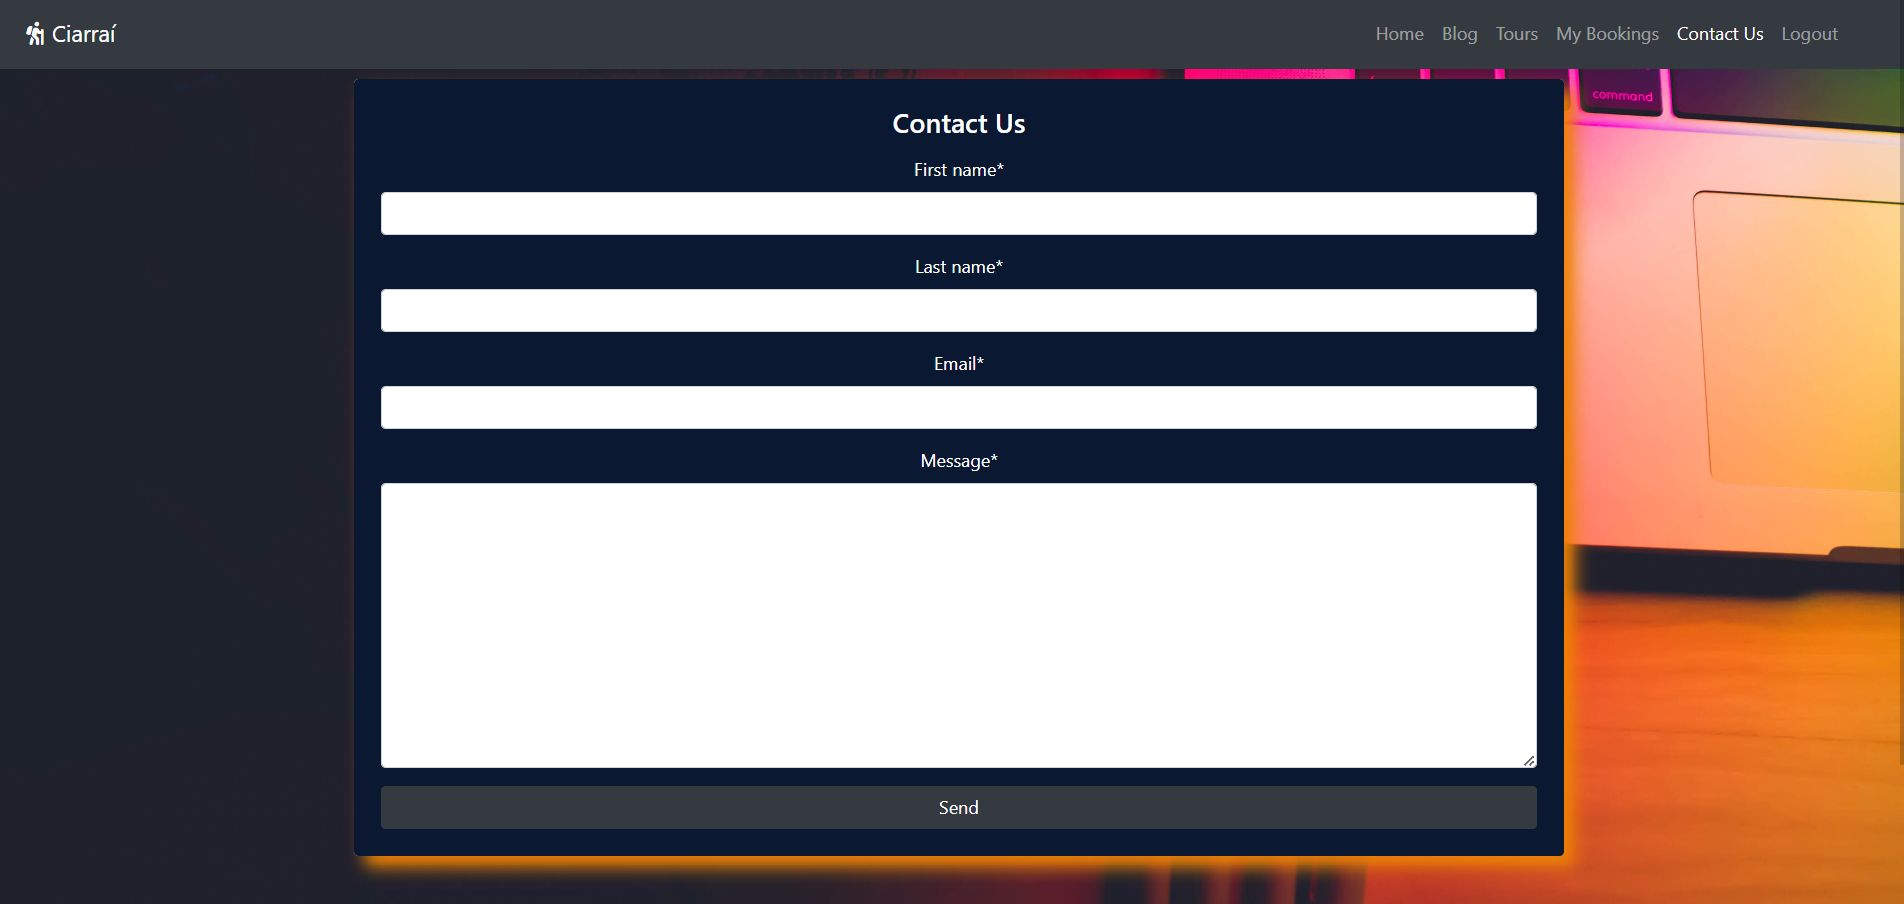 Ciarraí
Home Blog Tours My Bookings Contact Us Logout
command
Contact Us
First name*
Last name*
Email*
Message*
Send